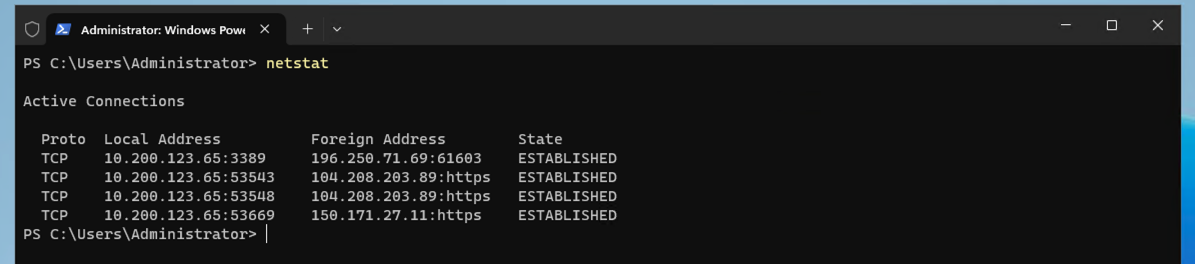 Administrator: Windows Powe
PS C:\Users\Administrator> netstat
Active Connections
Proto Local Address Foreign Address State
TCP 10.200.123.65:3389 196.250.71.69:61603 ESTABLISHED
TCP 10.200.123.65:53543 104.208.203.89:https ESTABLISHED
TCP 10.200.123.65:53548 104.208.203.89:https ESTABLISHED
TCP 10.200.123.65:53669 150.171.27.11:https ESTABLISHED
PS C:\Users\Administrator>